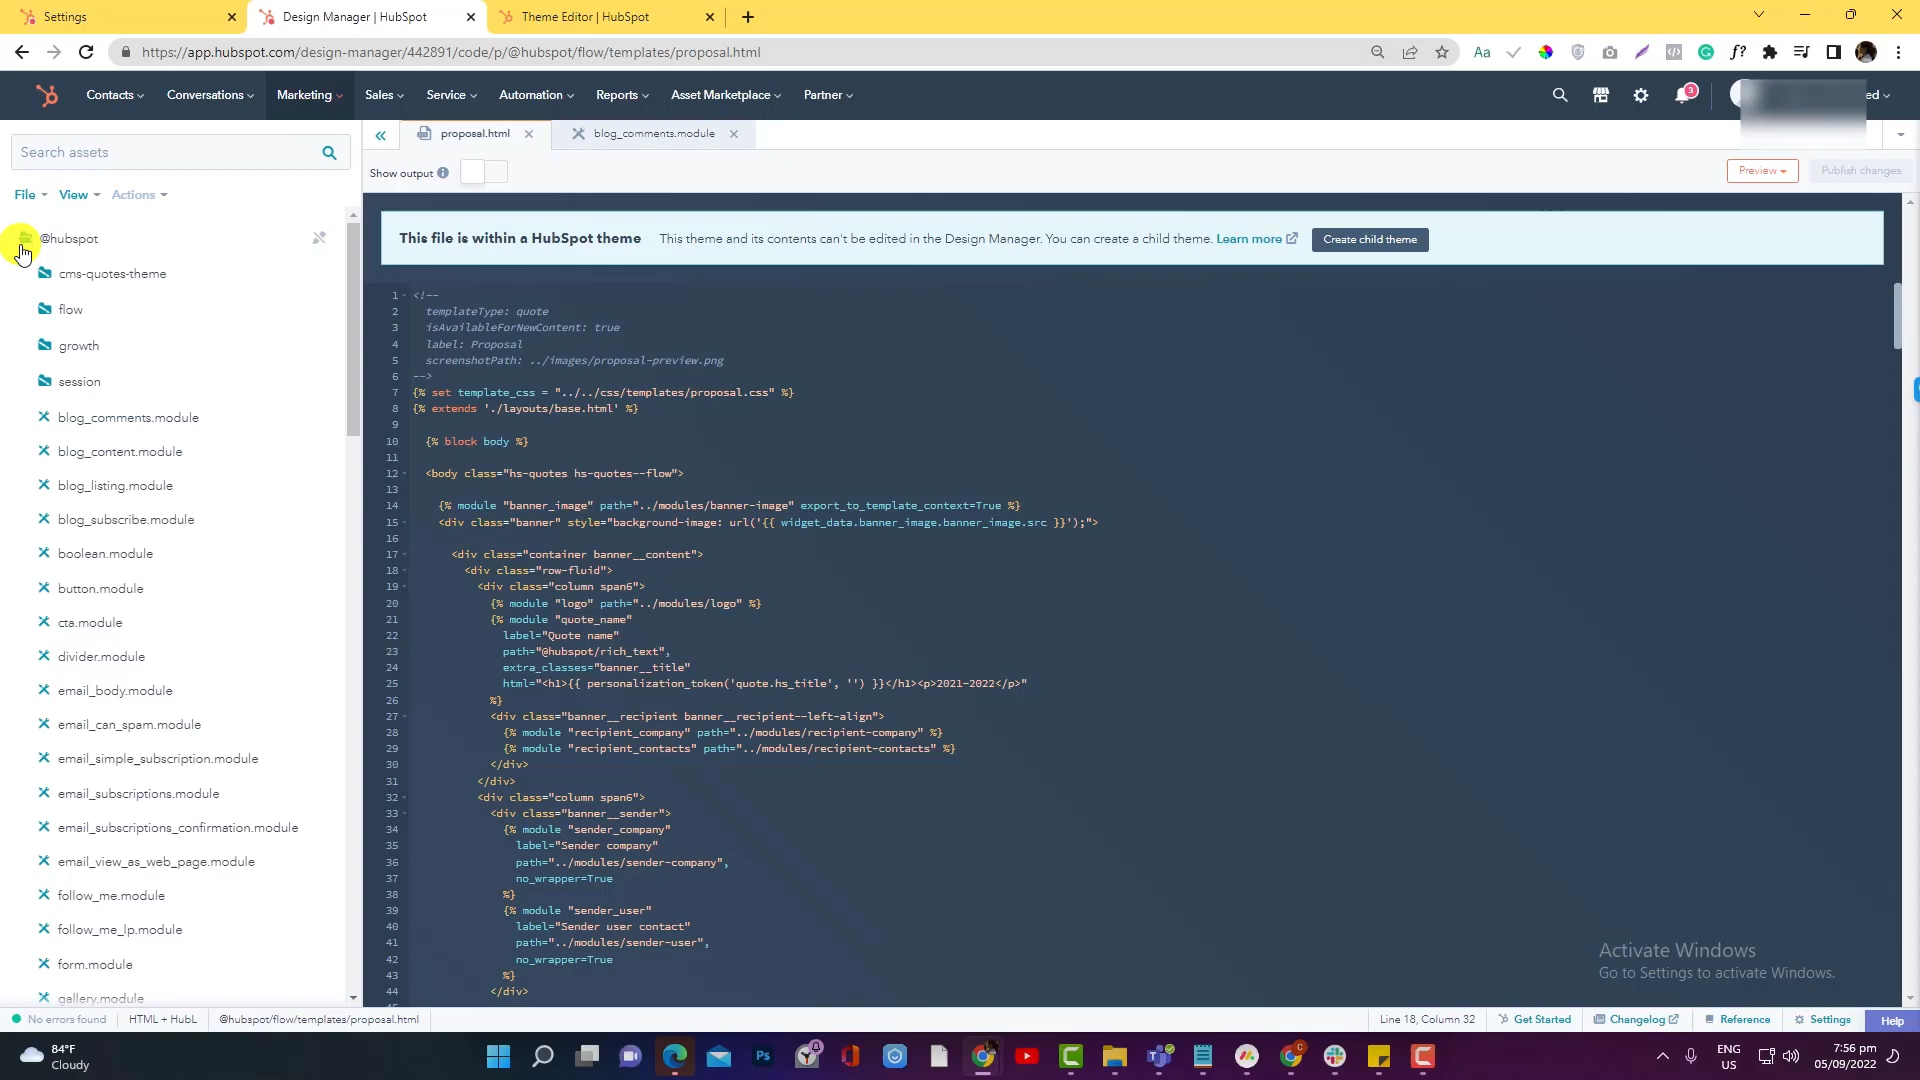 Settings
Design Manager | HubSpot
Theme Editor | HubSpot
https://app.hubspot.com/design-manager/442891/code/p/@hubspot/flow/templates/proposal.html
Contacts
Conversations
Marketing
Sales
Service
Automation
Reports
Asset Marketplace
Partner
3
ed
Search assets
proposal.html
blog_comments.module
Show output
Preview
Publish changes
File
View
Actions
@hubspot
cms-quotes-theme
flow
growth
session
blog_comments.module
blog_content.module
blog_listing.module
blog_subscribe.module
boolean.module
button.module
cta.module
divider.module
email_body.module
email_can_spam.module
email_simple_subscription.module
email_subscriptions.module
email_subscriptions_confirmation.module
email_view_as_web_page.module
follow_me.module
follow_me_lp.module
form.module
gallery.module
This file is within a HubSpot theme This theme and its contents can't be edited in the Design Manager. You can create a child theme. Learn more Create child theme
1 <!--
2 templateType: quote
3 isAvailableForNewContent: true
4 label: Proposal
5 screenshotPath: ../images/proposal-preview.png
6 -->
7 {% set template_css = "../../css/templates/proposal.css" %}
8 {% extends './layouts/base.html' %}
9
10 {% block body %}
11
12 <body class="hs-quotes hs-quotes--flow">
13
14 {% module "banner_image" path="../modules/banner-image" export_to_template_context=True %}
15 <div class="banner" style="background-image: url('{{ widget_data.banner_image.banner_image.src }}');">
16
17 <div class="container banner__content">
18 <div class="row-fluid">
19 <div class="column span6">
20 {% module "logo" path="../modules/logo" %}
21 {% module "quote_name"
22 label="Quote name"
23 path="@hubspot/rich_text",
24 extra_classes="banner__title"
25 html="<h1>{{ personalization_token('quote.hs_title', '') }}</h1><p>2021-2022</p>"
26 %}
27 <div class="banner__recipient banner__recipient--left-align">
28 {% module "recipient_company" path="../modules/recipient-company" %}
29 {% module "recipient_contacts" path="../modules/recipient-contacts" %}
30 </div>
31 </div>
32 <div class="column span6">
33 <div class="banner__sender">
34 {% module "sender_company"
35 label="Sender company"
36 path="../modules/sender-company",
37 no_wrapper=True
38 %}
39 {% module "sender_user"
40 label="Sender user contact"
41 path="../modules/sender-user",
42 no_wrapper=True
43 %}
44 </div>
Activate Windows
Go to Settings to activate Windows.
No errors found
HTML + HubL
@hubspot/flow/templates/proposal.html
Line 18, Column 32
Get Started
Changelog
Reference
Settings
Help
84°F
Cloudy
ENG
US
7:56 pm
05/09/2022